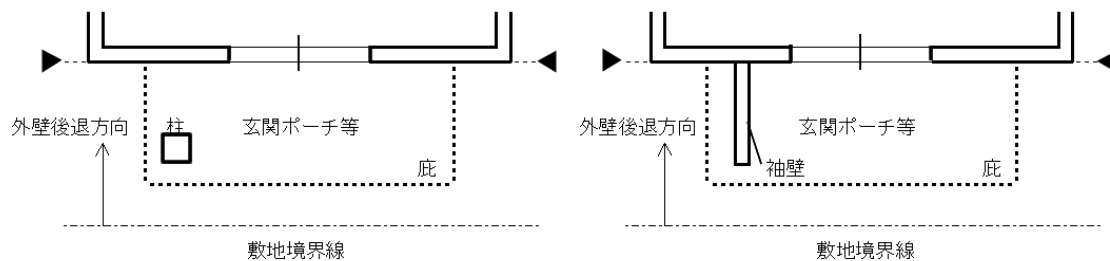 外壁後退方向
柱
玄関ポーチ等
庇
敷地境界線
外壁後退方向
玄関ポーチ等
袖壁
庇
敷地境界線